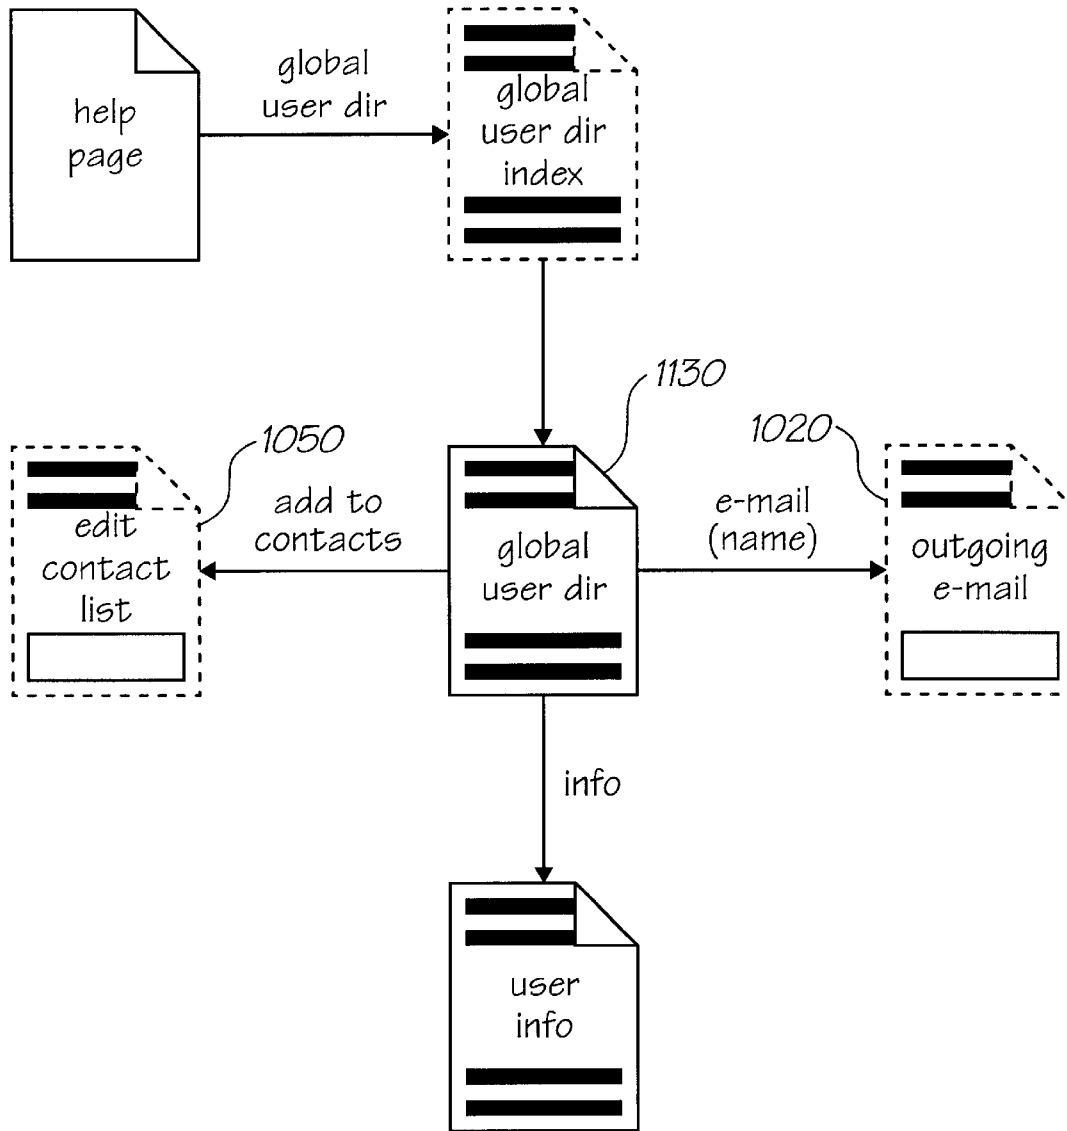 help
page
global
user dir
global
user dir
index
1130
1050
1020
edit
contact
list
add to
contacts
global
user dir
e-mail
(name)
outgoing
e-mail
info
user
info